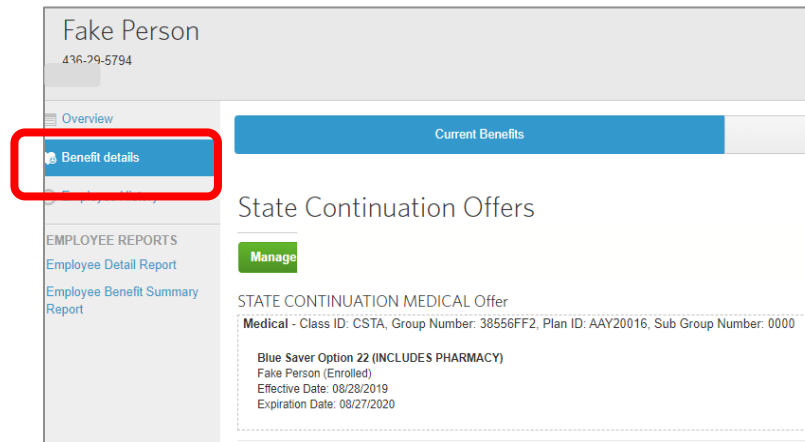 Fake Person
436-29-5794
Overview
Benefit details
Employee History
EMPLOYEE REPORTS
Employee Detail Report
Employee Benefit Summary
Report
Current Benefits
State Continuation Offers
Manage
STATE CONTINUATION MEDICAL Offer
Medical - Class ID: CSTA, Group Number: 38556FF2, Plan ID: AAY20016, Sub Group Number: 0000
Blue Saver Option 22 (INCLUDES PHARMACY)
Fake Person (Enrolled)
Effective Date: 08/28/2019
Expiration Date: 08/27/2020